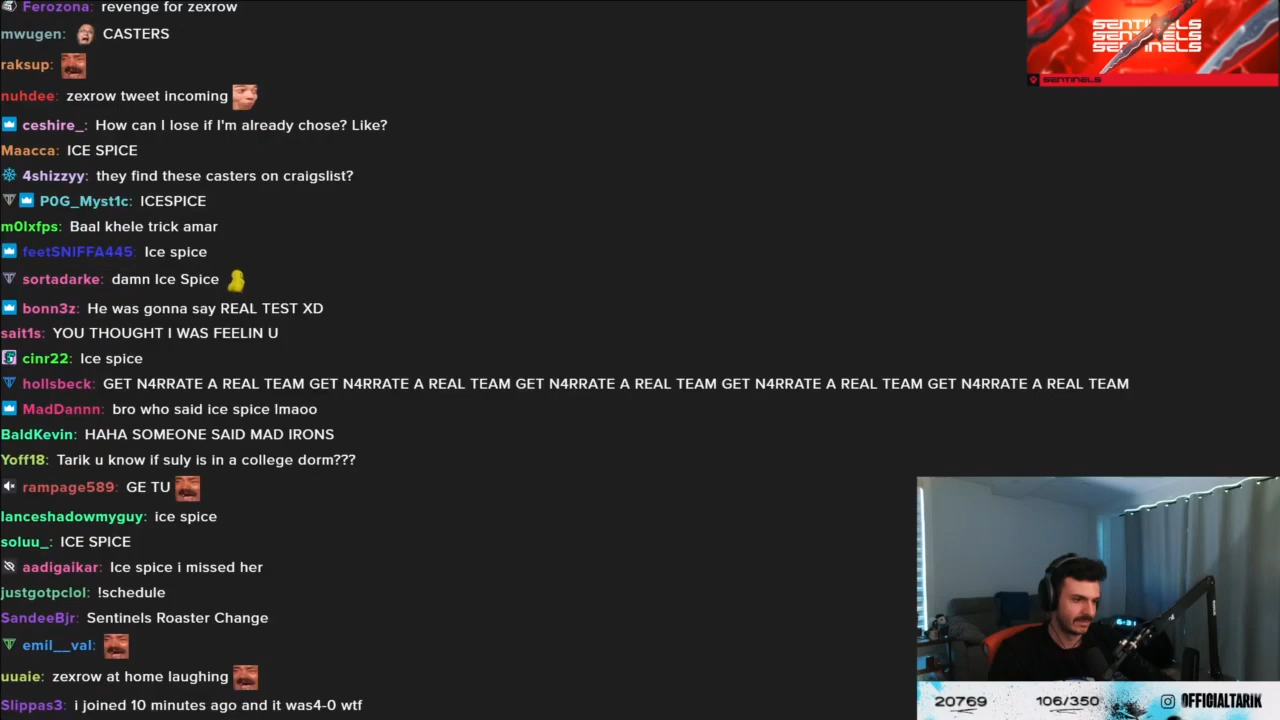 Ferozona: revenge for zexrow
mwugen: CASTERS
raksup:
nuhdee: zexrow tweet incoming
ceshire_: How can I lose if I'm already chose? Like?
Maacca: ICE SPICE
4shizzyy: they find these casters on craigslist?
P0G_Myst1c: ICESPICE
m0lxfps: Baal khele trick amar
feetSNIFFA445: Ice spice
sortadarke: damn Ice Spice
bonn3z: He was gonna say REAL TEST XD
sait1s: YOU THOUGHT I WAS FEELIN U
cinr22: Ice spice
hollsbeck: GET N4RRATE A REAL TEAM GET N4RRATE A REAL TEAM GET N4RRATE A REAL TEAM GET N4RRATE A REAL TEAM GET N4RRATE A REAL TEAM
MadDannn: bro who said ice spice lmaoo
BaldKevin: HAHA SOMEONE SAID MAD IRONS
Yoff18: Tarik u know if suly is in a college dorm???
rampage589: GE TU
lanceshadowmyguy: ice spice
soluu_: ICE SPICE
aadigaikar: Ice spice i missed her
justgotpclol: !schedule
SandeeBjr: Sentinels Roaster Change
emil__val:
uuaie: zexrow at home laughing
Slippas3: i joined 10 minutes ago and it was4-0 wtf
SENTINELS
SENTINELS
SENTINELS
SENTINELS
6:31
20769
106/350
OFFICIALTARIK